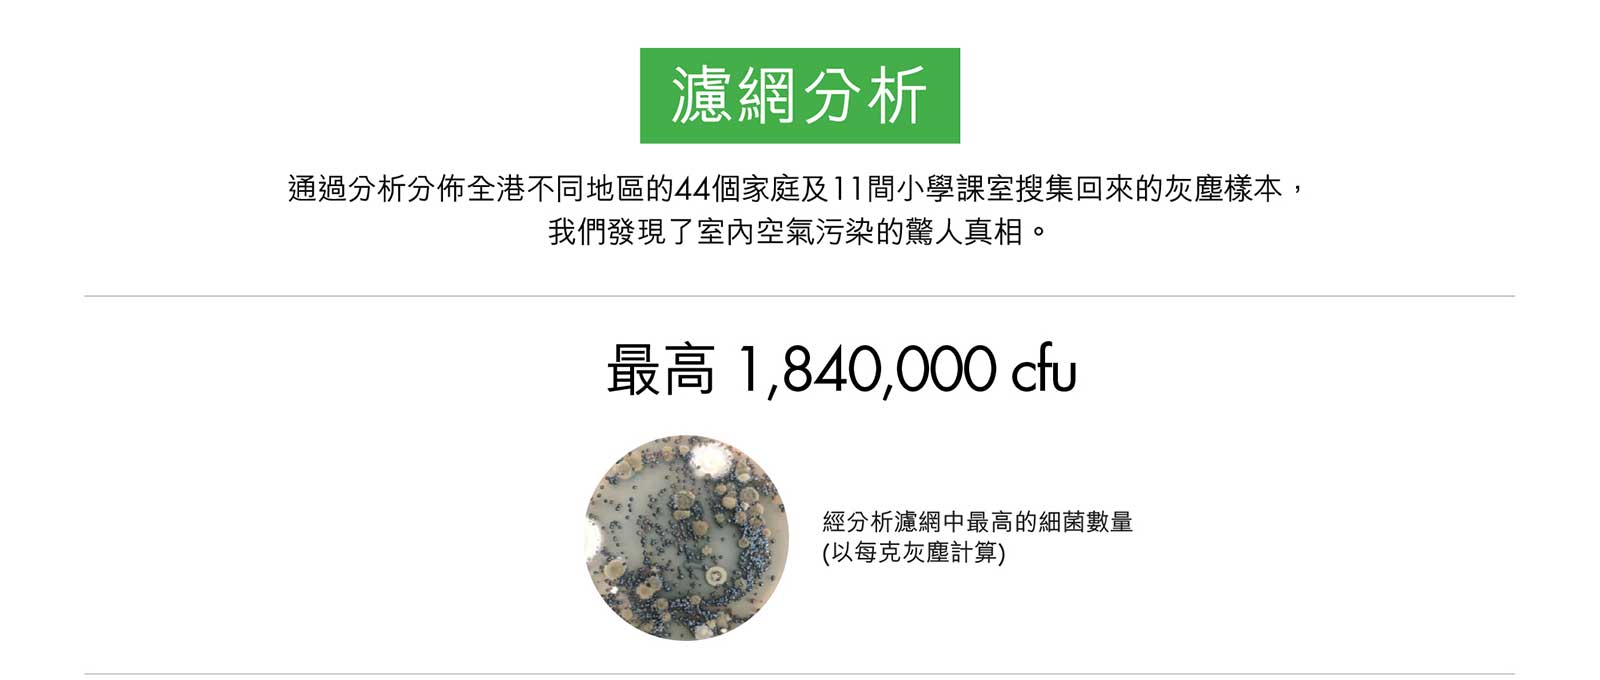 濾網分析
通過分析分佈全港不同地區的44個家庭及11間小學課室搜集回來的灰塵樣本，
我們發現了室內空氣污染的驚人真相。
最高 1,840,000 cfu
經分析濾網中最高的細菌數量
(以每克灰塵計算)